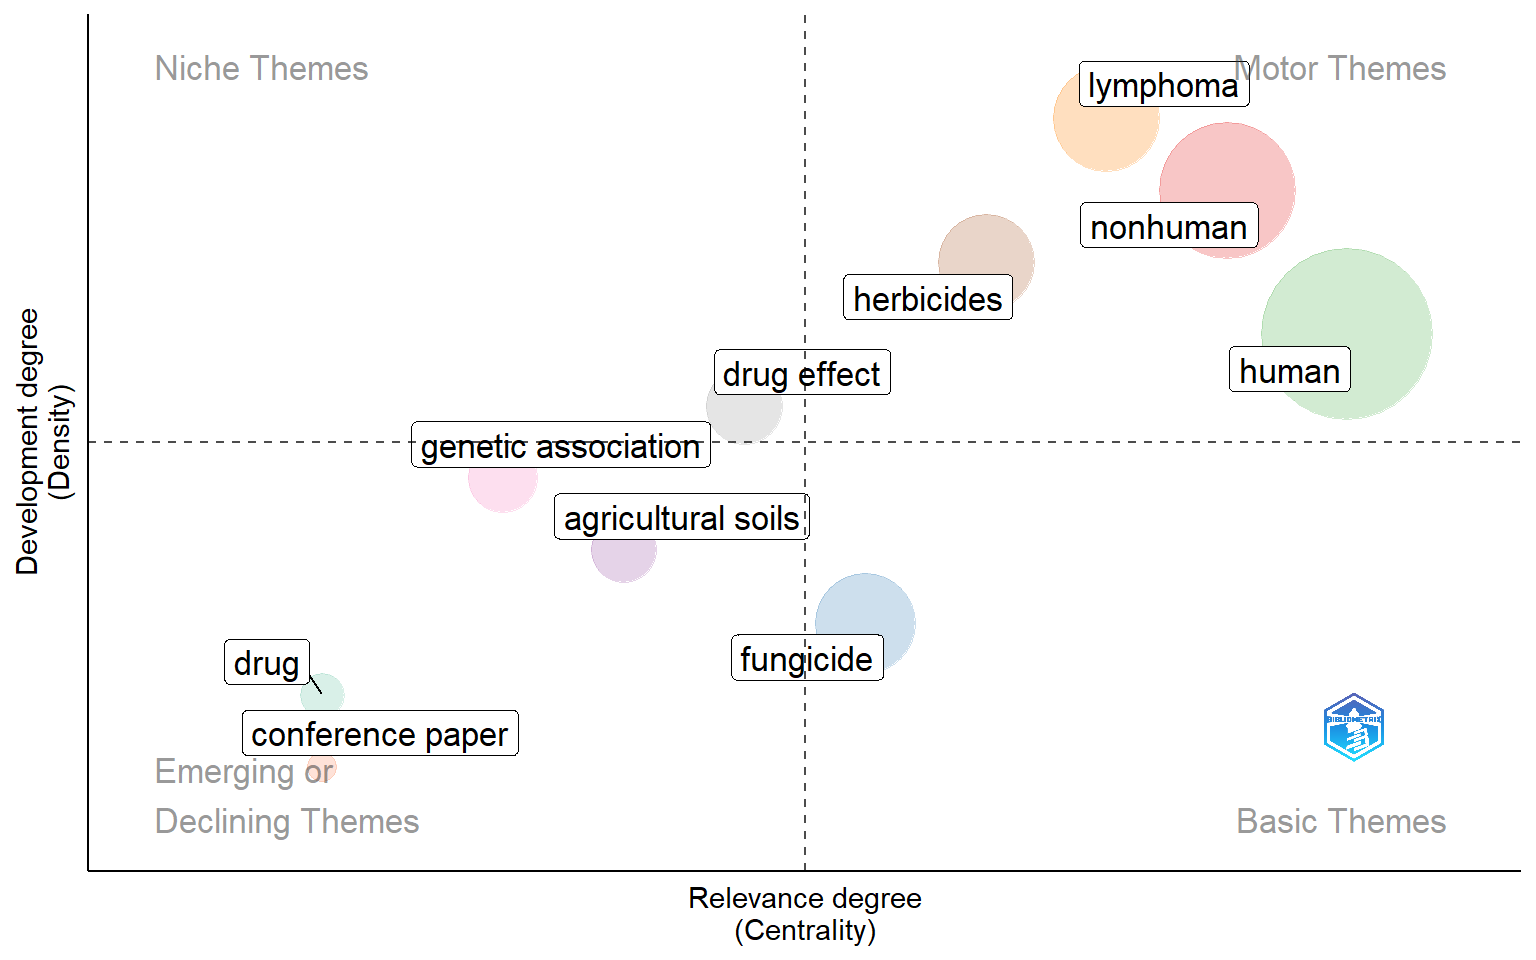 Niche Themes
Motor Themes
lymphoma
nonhuman
herbicides
human
drug effect
genetic association
agricultural soils
fungicide
drug
conference paper
Emerging or
Declining Themes
BIBLIOMETRIX
Basic Themes
Development degree
(Density)
Relevance degree
(Centrality)